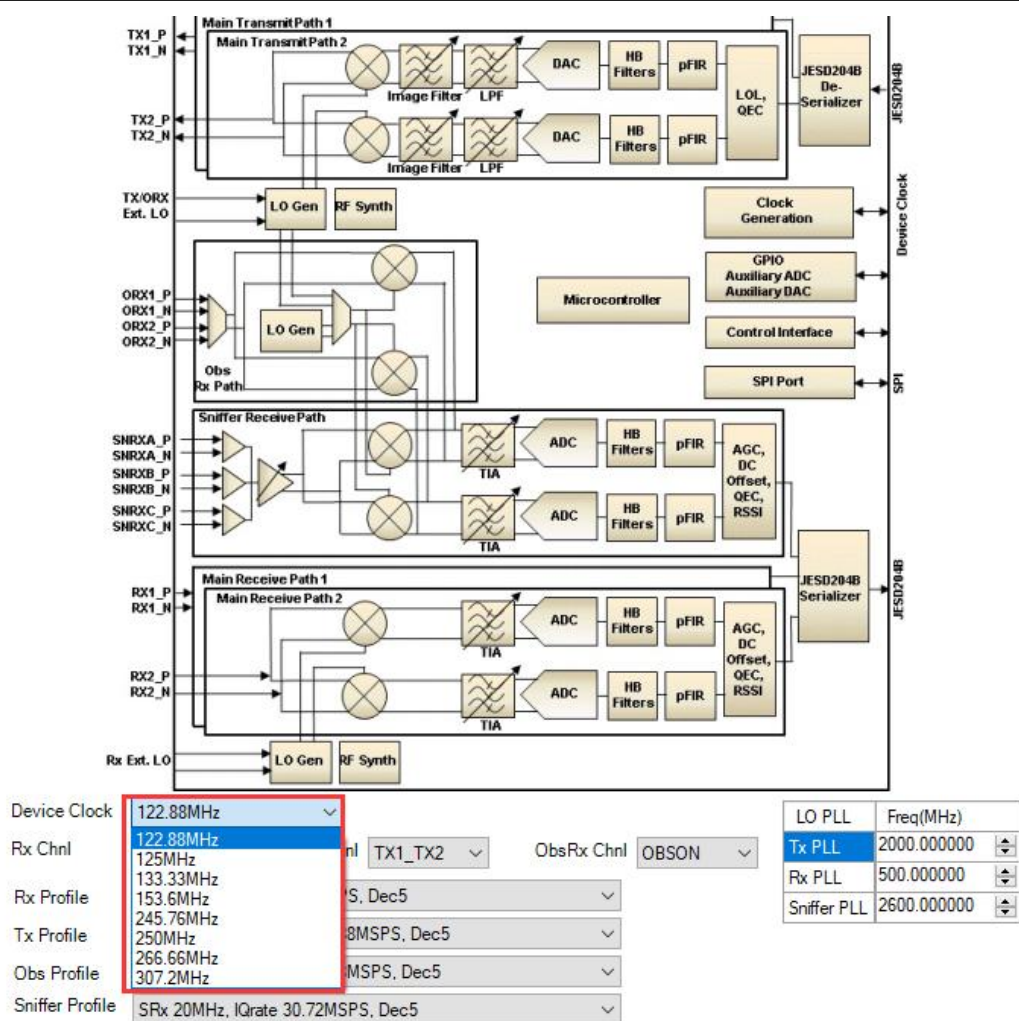 Main Transmit Path 1
TX1_P
TX1_N
Main Transmit Path 2
Image Filter
LPF
DAC
HB
Filters
pFIR
LOL,
QEC
JESD204B
De-
Serializer
JESD204B
TX2_P
TX2_N
Image Filter
LPF
DAC
HB
Filters
pFIR
TX/ORX
Ext. LO
LO Gen
RF Synth
Clock
Generation
Device Clock
GPIO
Auxiliary ADC
Auxiliary DAC
Microcontroller
Control Interface
SPI Port
SPI
ORX1_P
ORX1_N
ORX2_P
ORX2_N
LO Gen
Obs
Rx Path
Sniffer Receive Path
SNRXA_P
SNRXA_N
SNRXB_P
SNRXB_N
SNRXC_P
SNRXC_N
TIA
ADC
HB
Filters
pFIR
AGC,
DC
Offset,
QEC,
RSSI
TIA
ADC
HB
Filters
pFIR
JESD204B
Serializer
JESD204B
Main Receive Path 1
RX1_P
RX1_N
Main Receive Path 2
TIA
ADC
HB
Filters
pFIR
AGC,
DC
Offset,
QEC,
RSSI
RX2_P
RX2_N
TIA
ADC
HB
Filters
pFIR
Rx Ext. LO
LO Gen
RF Synth
Device Clock 122.88MHz
122.88MHz
125MHz
133.33MHz
153.6MHz
245.76MHz
250MHz
266.66MHz
307.2MHz
Rx Chnl nl TX1_TX2 ObsRx Chnl OBSON
Rx Profile PS, Dec5
Tx Profile 8MSPS, Dec5
Obs Profile MSPS, Dec5
Sniffer Profile SRx 20MHz, IQrate 30.72MSPS, Dec5
LO PLL Freq(MHz)
Tx PLL 2000.000000
Rx PLL 500.000000
Sniffer PLL 2600.000000